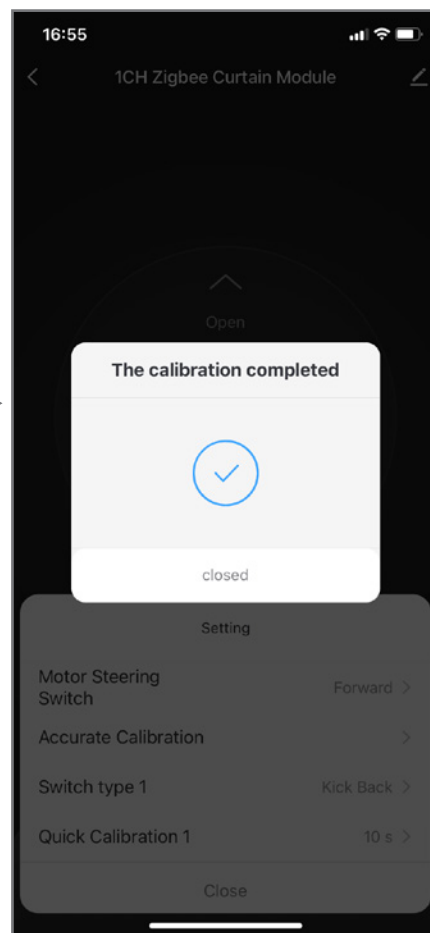 16:55
1CH Zigbee Curtain Module
Open
The calibration completed
closed
Setting
Motor Steering
Switch
Forward
Accurate Calibration
Switch type 1
Kick Back
Quick Calibration 1
10 s
Close